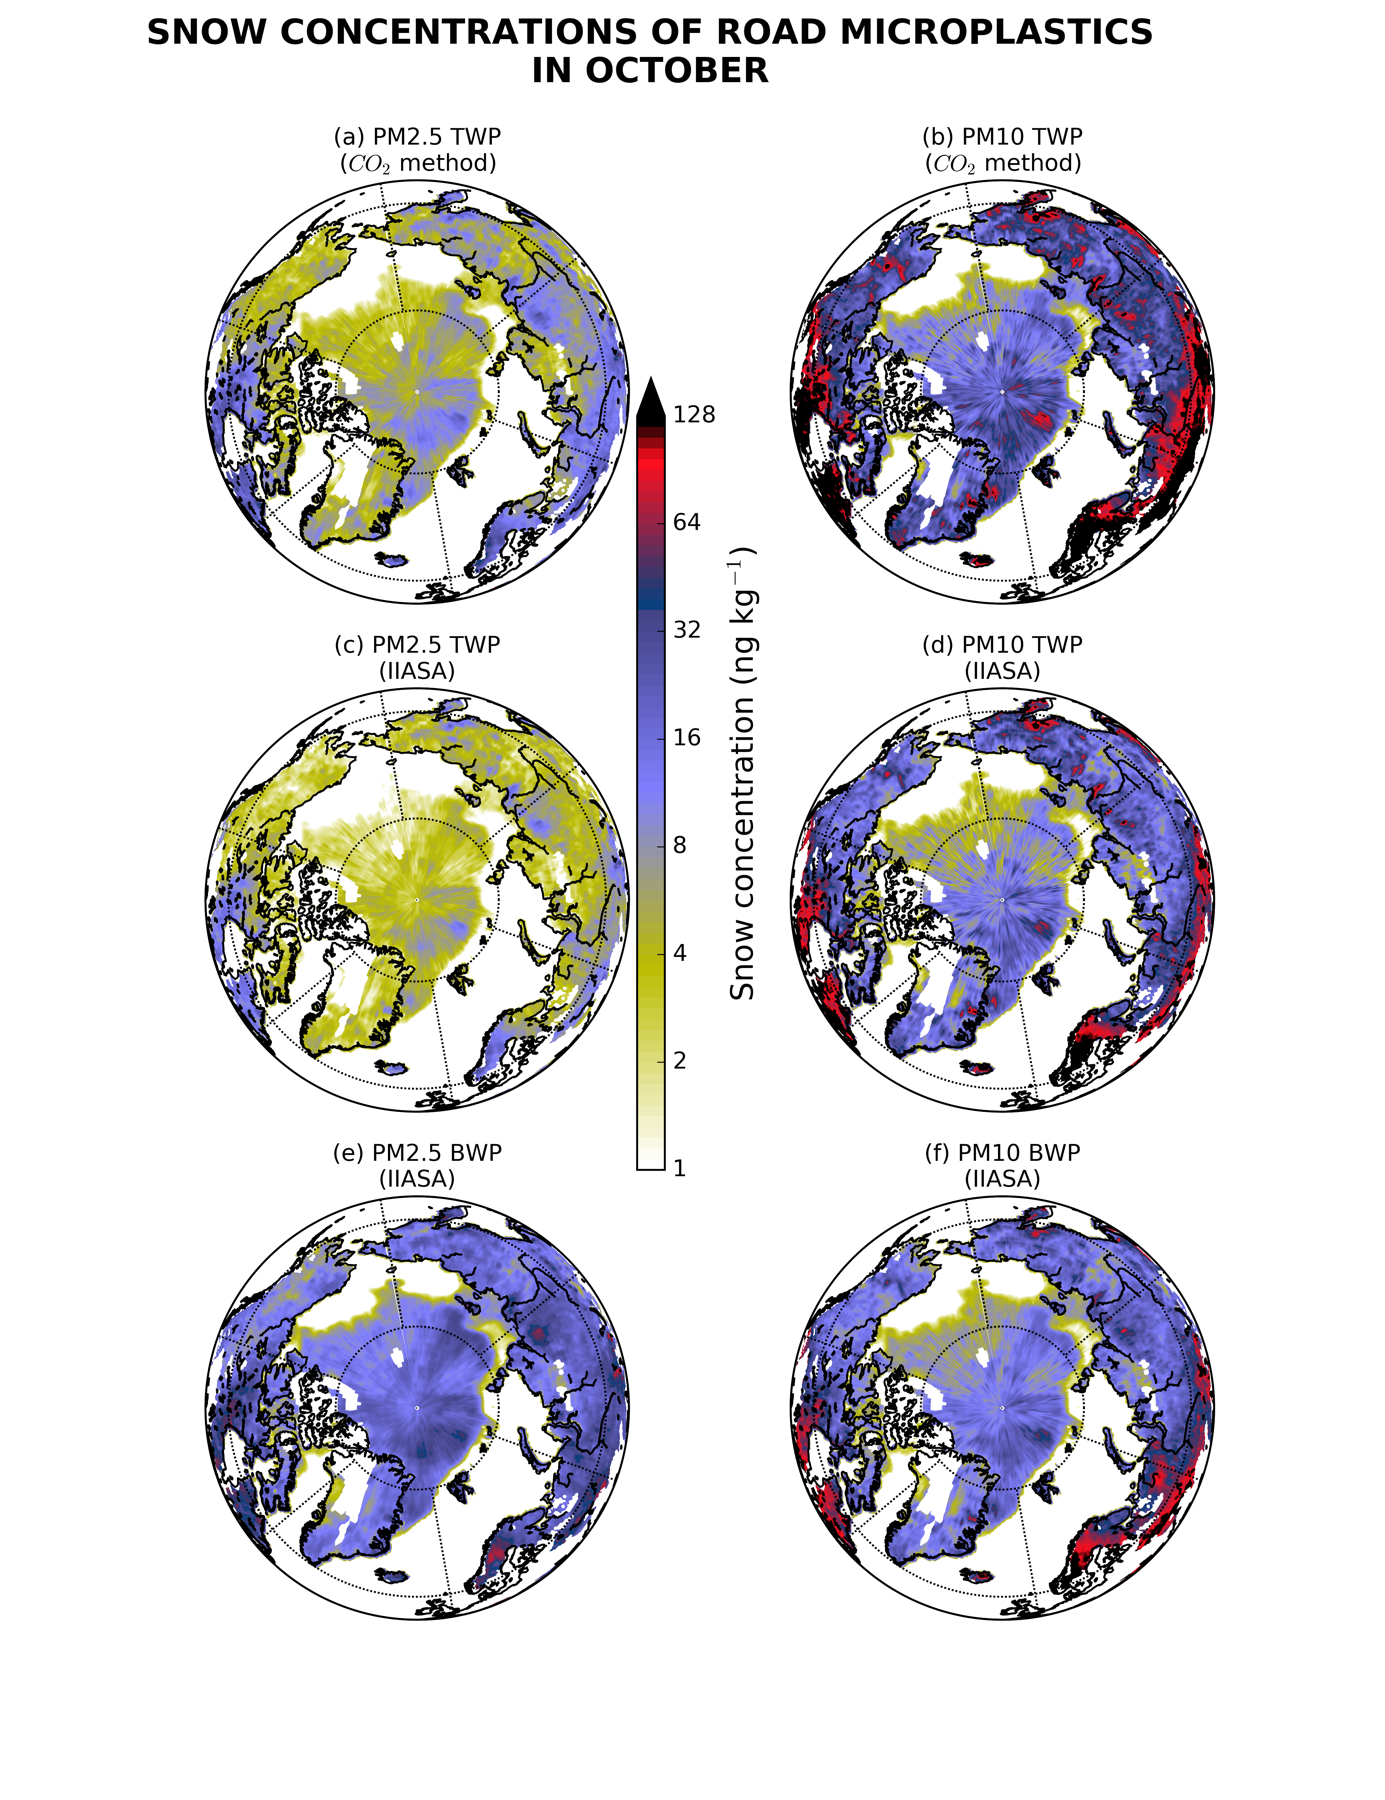 SNOW CONCENTRATIONS OF ROAD MICROPLASTICS
IN OCTOBER
(a) PM2.5 TWP
(CO₂ method)
(b) PM10 TWP
(CO₂ method)
128
64
32
16
8
4
2
1
Snow concentration (ng kg⁻¹)
(c) PM2.5 TWP
(IIASA)
(d) PM10 TWP
(IIASA)
(e) PM2.5 BWP
(IIASA)
(f) PM10 BWP
(IIASA)